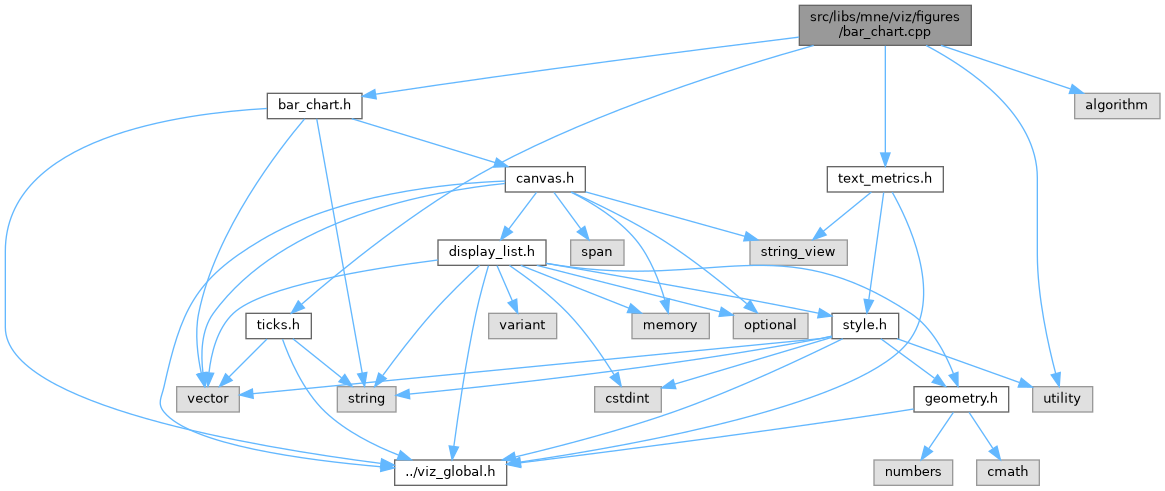 src/libs/mne/viz/figures
/bar_chart.cpp
bar_chart.h
algorithm
canvas.h
text_metrics.h
display_list.h
span
string_view
ticks.h
variant
memory
optional
style.h
vector
string
cstdint
geometry.h
utility
../viz_global.h
numbers
cmath